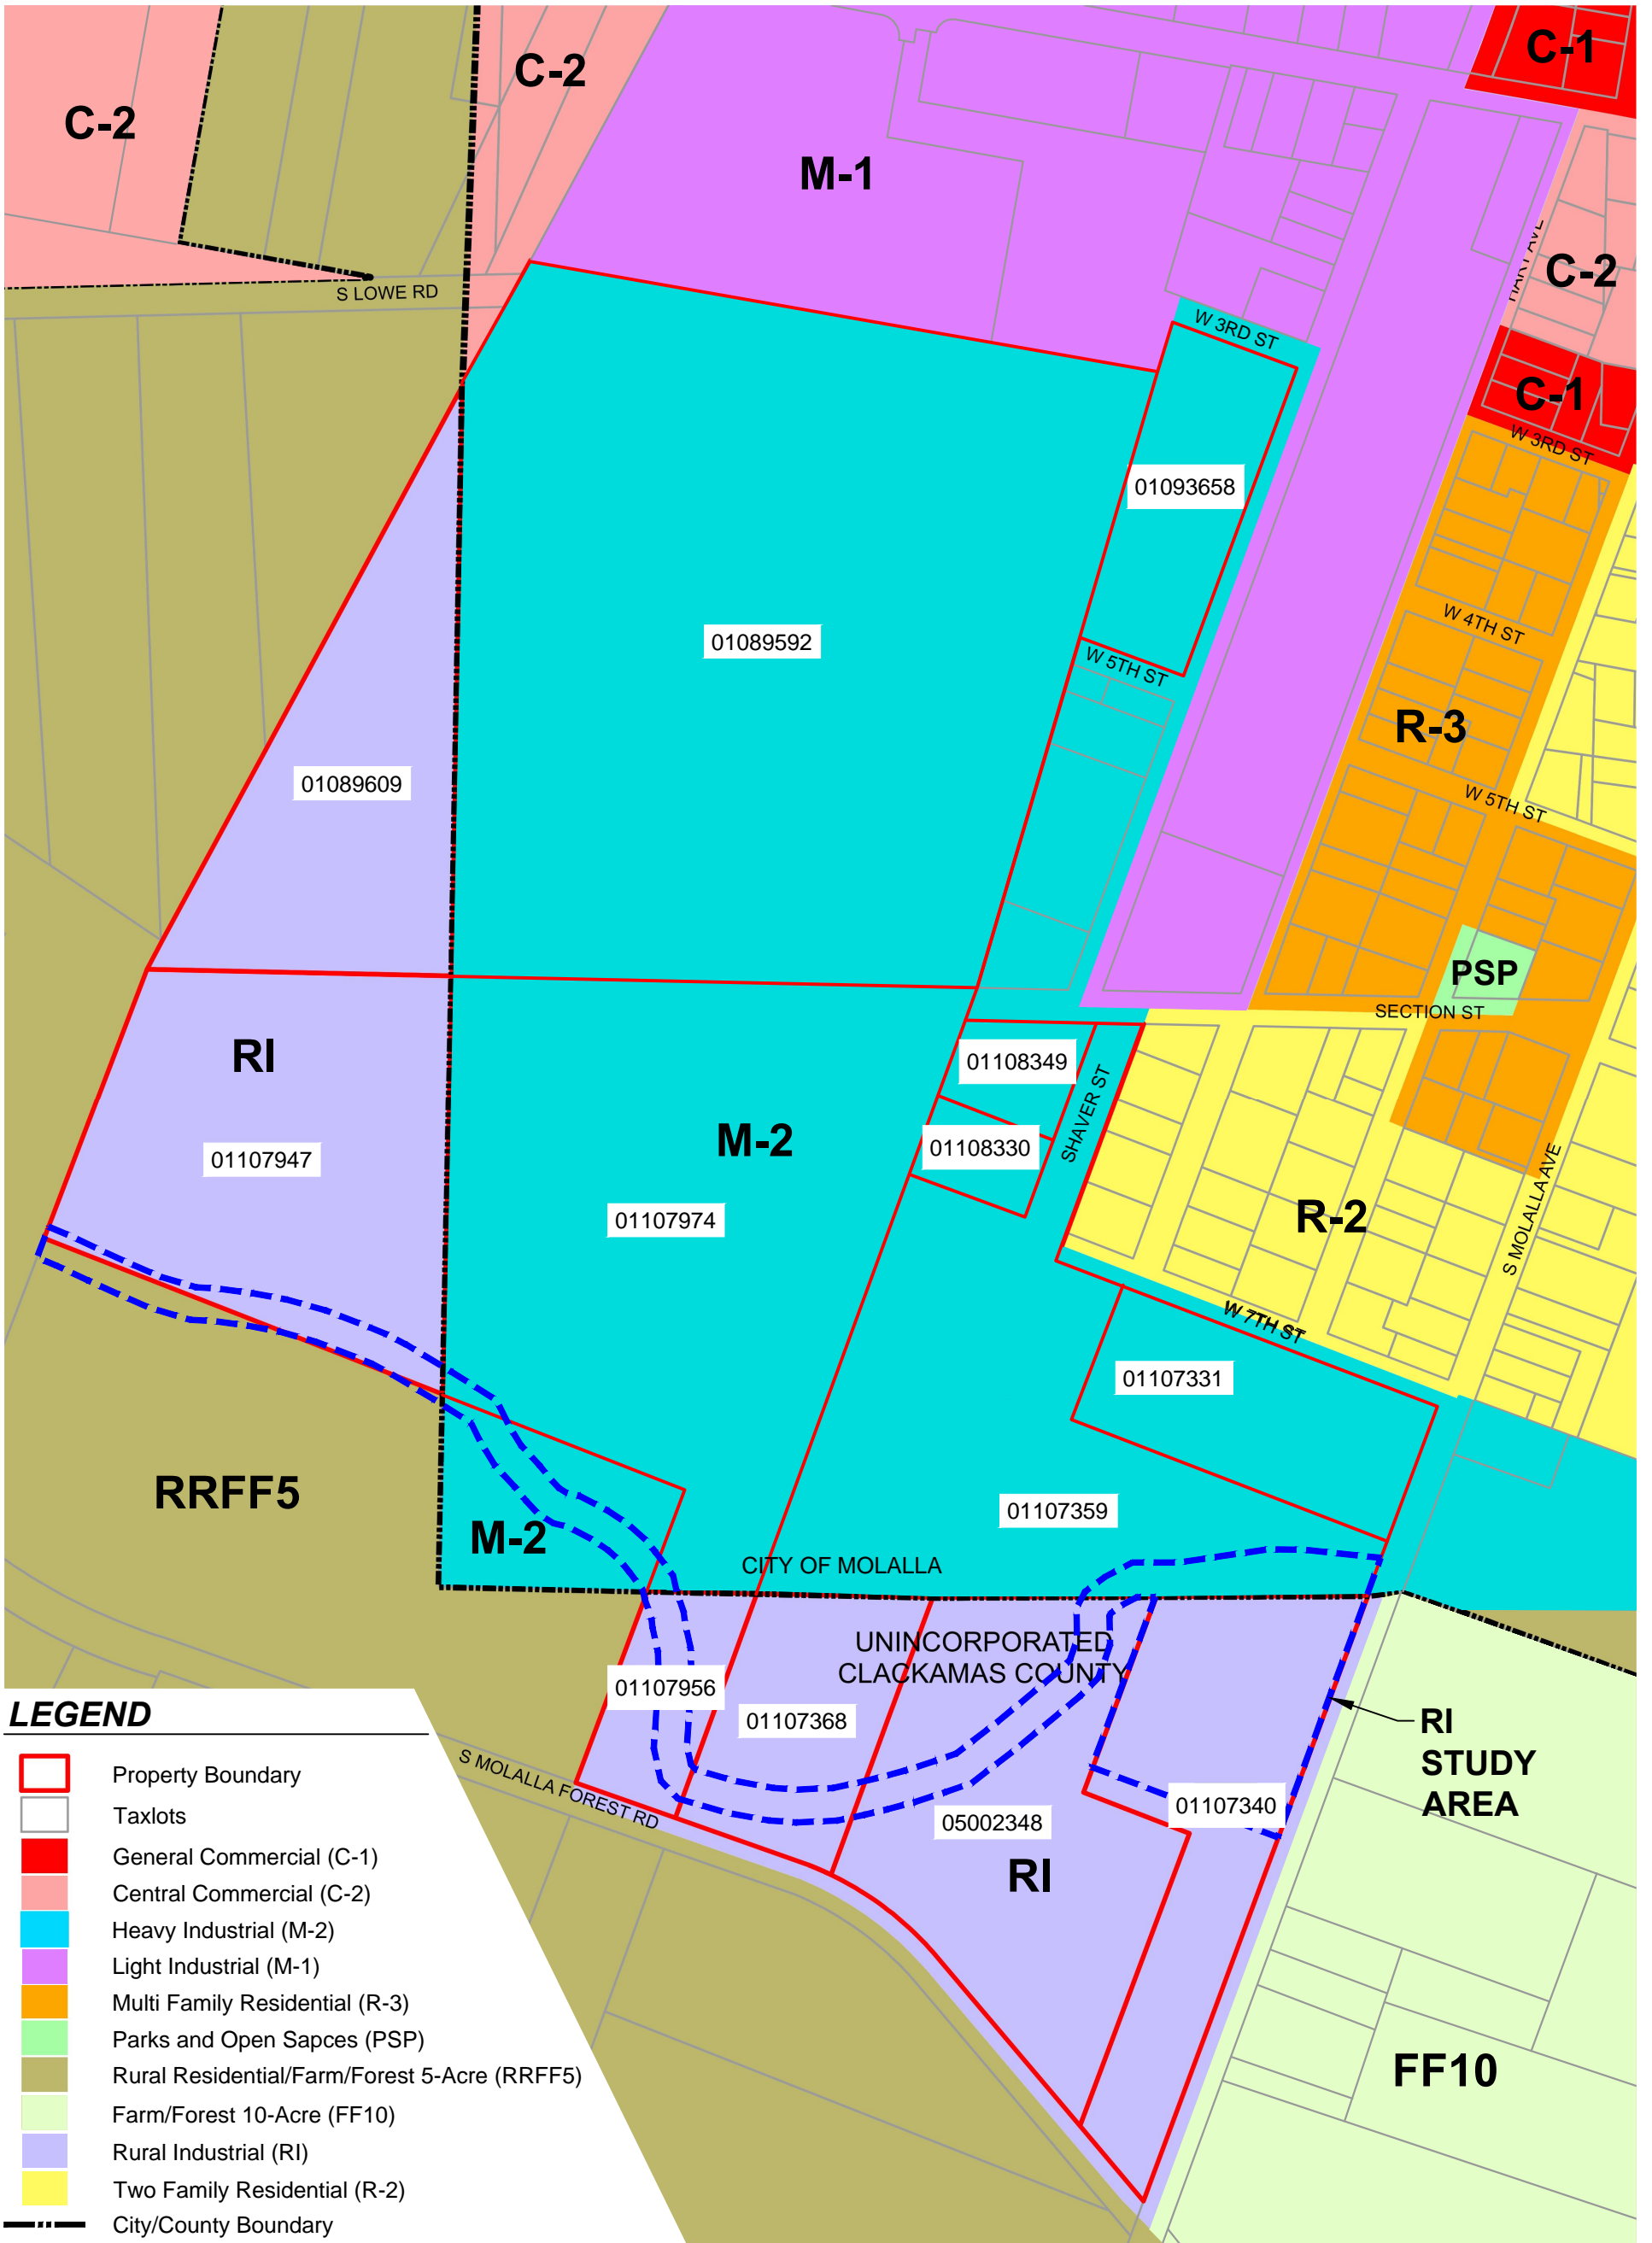 C-1
C-2
C-2
M-1
HART AVE
C-2
S LOWE RD
W 3RD ST
C-1
W 3RD ST
01093658
W 4TH ST
01089592
W 5TH ST
R-3
01089609
W 5TH ST
PSP
SECTION ST
RI
01108349
SHAVER ST
M-2
01108330
01107947
S MOLALLA AVE
R-2
01107974
W 7TH ST
01107331
RRFF5
01107359
M-2
CITY OF MOLALLA
UNINCORPORATED
CLACKAMAS COUNTY
01107956
01107368
RI
STUDY
AREA
S MOLALLA FOREST RD
01107340
05002348
RI
FF10
LEGEND
Property Boundary
Taxlots
General Commercial (C-1)
Central Commercial (C-2)
Heavy Industrial (M-2)
Light Industrial (M-1)
Multi Family Residential (R-3)
Parks and Open Sapces (PSP)
Rural Residential/Farm/Forest 5-Acre (RRFF5)
Farm/Forest 10-Acre (FF10)
Rural Industrial (RI)
Two Family Residential (R-2)
City/County Boundary